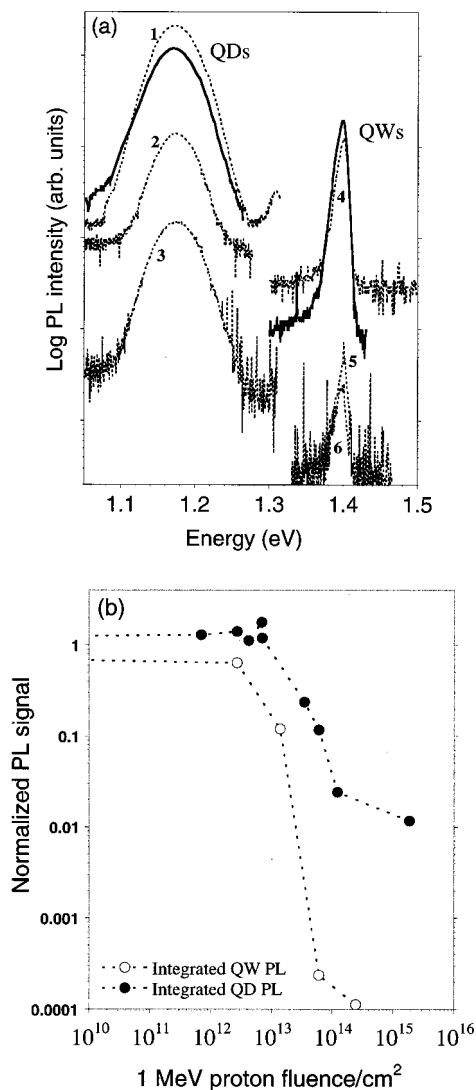 (a)
QDs
QWs
1
2
3
4
5
6
Log PL intensity (arb. units)
1.1 1.2 1.3 1.4 1.5
Energy (eV)
(b)
Normalized PL signal
1
0.1
0.01
0.001
0.0001
Integrated QW PL
Integrated QD PL
10^10 10^11 10^12 10^13 10^14 10^15 10^16
1 MeV proton fluence/cm^2